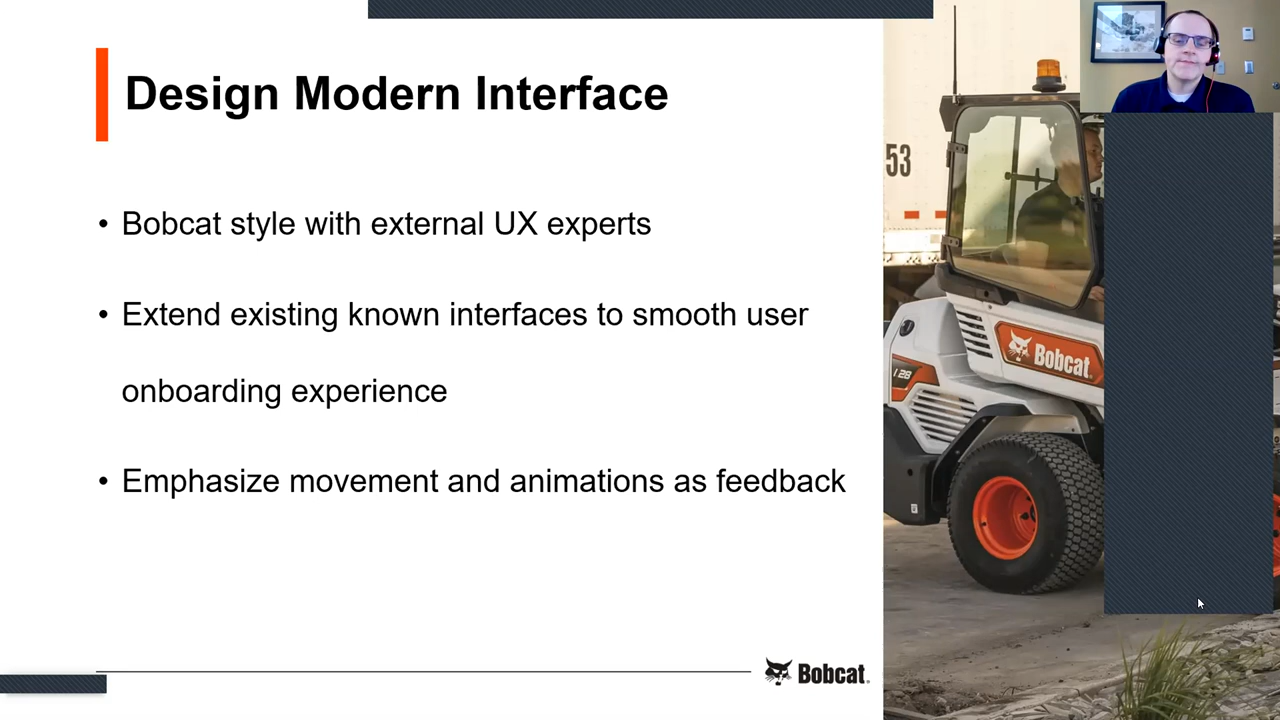 Design Modern Interface
53
• Bobcat style with external UX experts
• Extend existing known interfaces to smooth user
onboarding experience
• Emphasize movement and animations as feedback
Bobcat.
Bobcat.